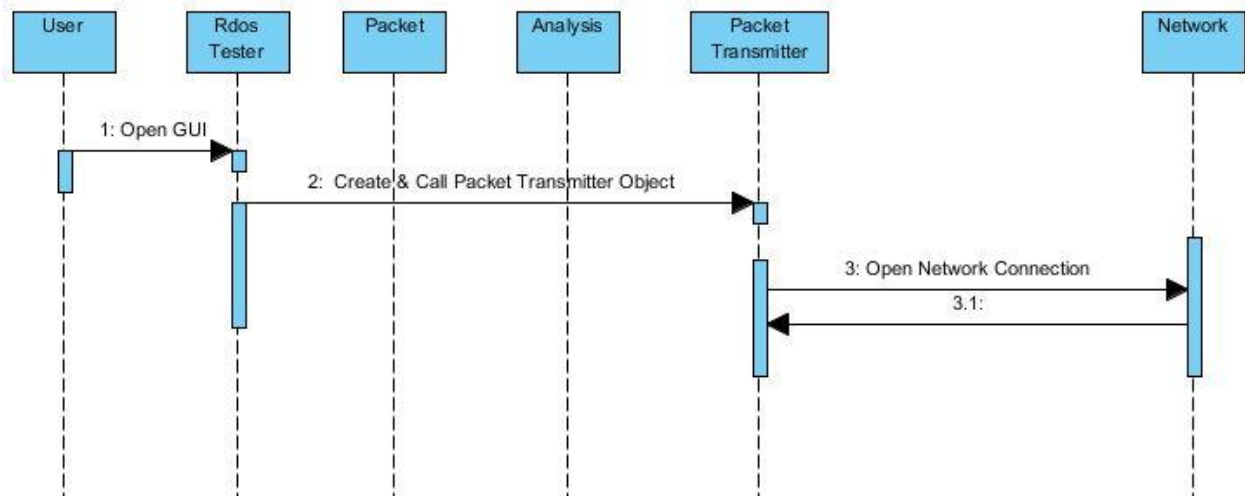 User
Rdos
Tester
Packet
Analysis
Packet
Transmitter
Network
1: Open GUI
2: Create & Call Packet Transmitter Object
3: Open Network Connection
3.1: